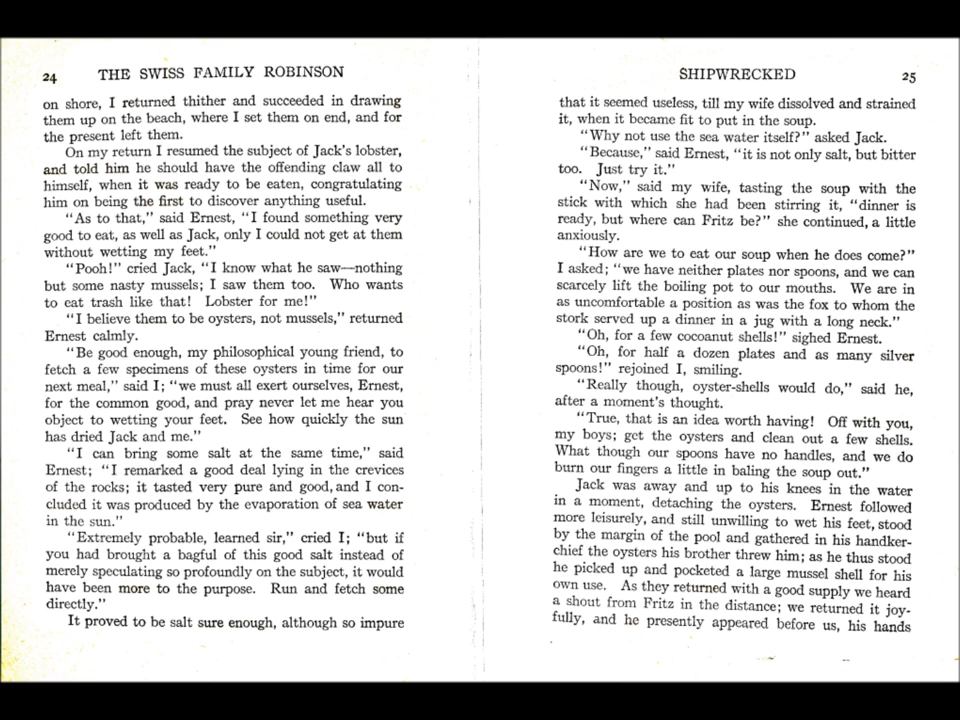 24 THE SWISS FAMILY ROBINSON
on shore, I returned thither and succeeded in drawing
them up on the beach, where I set them on end, and for
the present left them.
On my return I resumed the subject of Jack's lobster,
and told him he should have the offending claw all to
himself, when it was ready to be eaten, congratulating
him on being the first to discover anything useful.
"As to that," said Ernest, "I found something very
good to eat, as well as Jack, only I could not get at them
without wetting my feet."
"Pooh!" cried Jack, "I know what he saw—nothing
but some nasty mussels; I saw them too. Who wants
to eat trash like that! Lobster for me!"
"I believe them to be oysters, not mussels," returned
Ernest calmly.
"Be good enough, my philosophical young friend, to
fetch a few specimens of these oysters in time for our
next meal," said I; "we must all exert ourselves, Ernest,
for the common good, and pray never let me hear you
object to wetting your feet. See how quickly the sun
has dried Jack and me."
"I can bring some salt at the same time," said
Ernest; "I remarked a good deal lying in the crevices
of the rocks; it tasted very pure and good, and I con-
cluded it was produced by the evaporation of sea water
in the sun."
"Extremely probable, learned sir," cried I; "but if
you had brought a bagful of this good salt instead of
merely speculating so profoundly on the subject, it would
have been more to the purpose. Run and fetch some
directly."
It proved to be salt sure enough, although so impure
SHIPWRECKED 25
that it seemed useless, till my wife dissolved and strained
it, when it became fit to put in the soup.
"Why not use the sea water itself?" asked Jack.
"Because," said Ernest, "it is not only salt, but bitter
too. Just try it."
"Now," said my wife, tasting the soup with the
stick with which she had been stirring it, "dinner is
ready, but where can Fritz be?" she continued, a little
anxiously.
"How are we to eat our soup when he does come?"
I asked; "we have neither plates nor spoons, and we can
scarcely lift the boiling pot to our mouths. We are in
as uncomfortable a position as was the fox to whom the
stork served up a dinner in a jug with a long neck."
"Oh, for a few cocoanut shells!" sighed Ernest.
"Oh, for half a dozen plates and as many silver
spoons!" rejoined I, smiling.
"Really though, oyster-shells would do," said he,
after a moment's thought.
"True, that is an idea worth having! Off with you,
my boys; get the oysters and clean out a few shells.
What though our spoons have no handles, and we do
burn our fingers a little in baling the soup out."
Jack was away and up to his knees in the water
in a moment, detaching the oysters. Ernest followed
more leisurely, and still unwilling to wet his feet, stood
by the margin of the pool and gathered in his handker-
chief the oysters his brother threw him; as he thus stood
he picked up and pocketed a large mussel shell for his
own use. As they returned with a good supply we heard
a shout from Fritz in the distance; we returned it joy-
fully, and he presently appeared before us, his hands